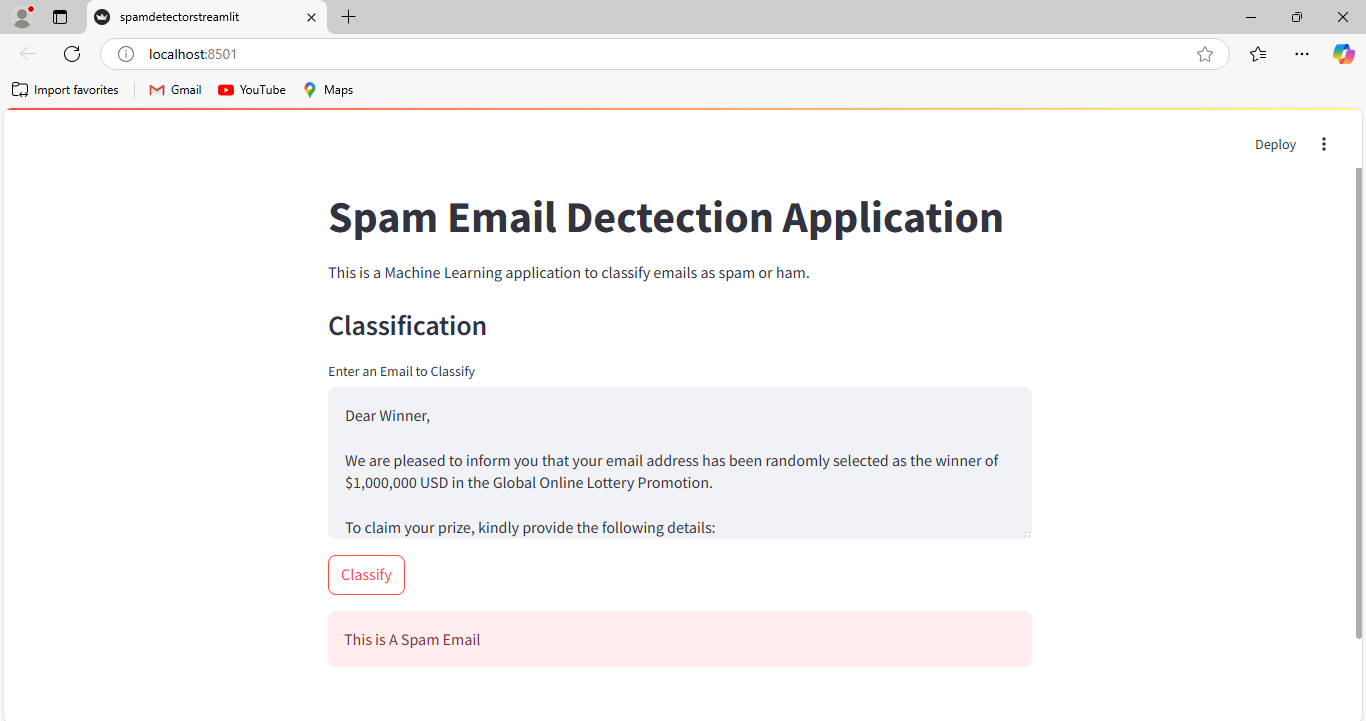 spamdetectorstreamlit
localhost:8501
Import favorites
Gmail
YouTube
Maps
Deploy
Spam Email Dectection Application
This is a Machine Learning application to classify emails as spam or ham.
Classification
Enter an Email to Classify
Dear Winner,
We are pleased to inform you that your email address has been randomly selected as the winner of
$1,000,000 USD in the Global Online Lottery Promotion.
To claim your prize, kindly provide the following details:
Classify
This is A Spam Email